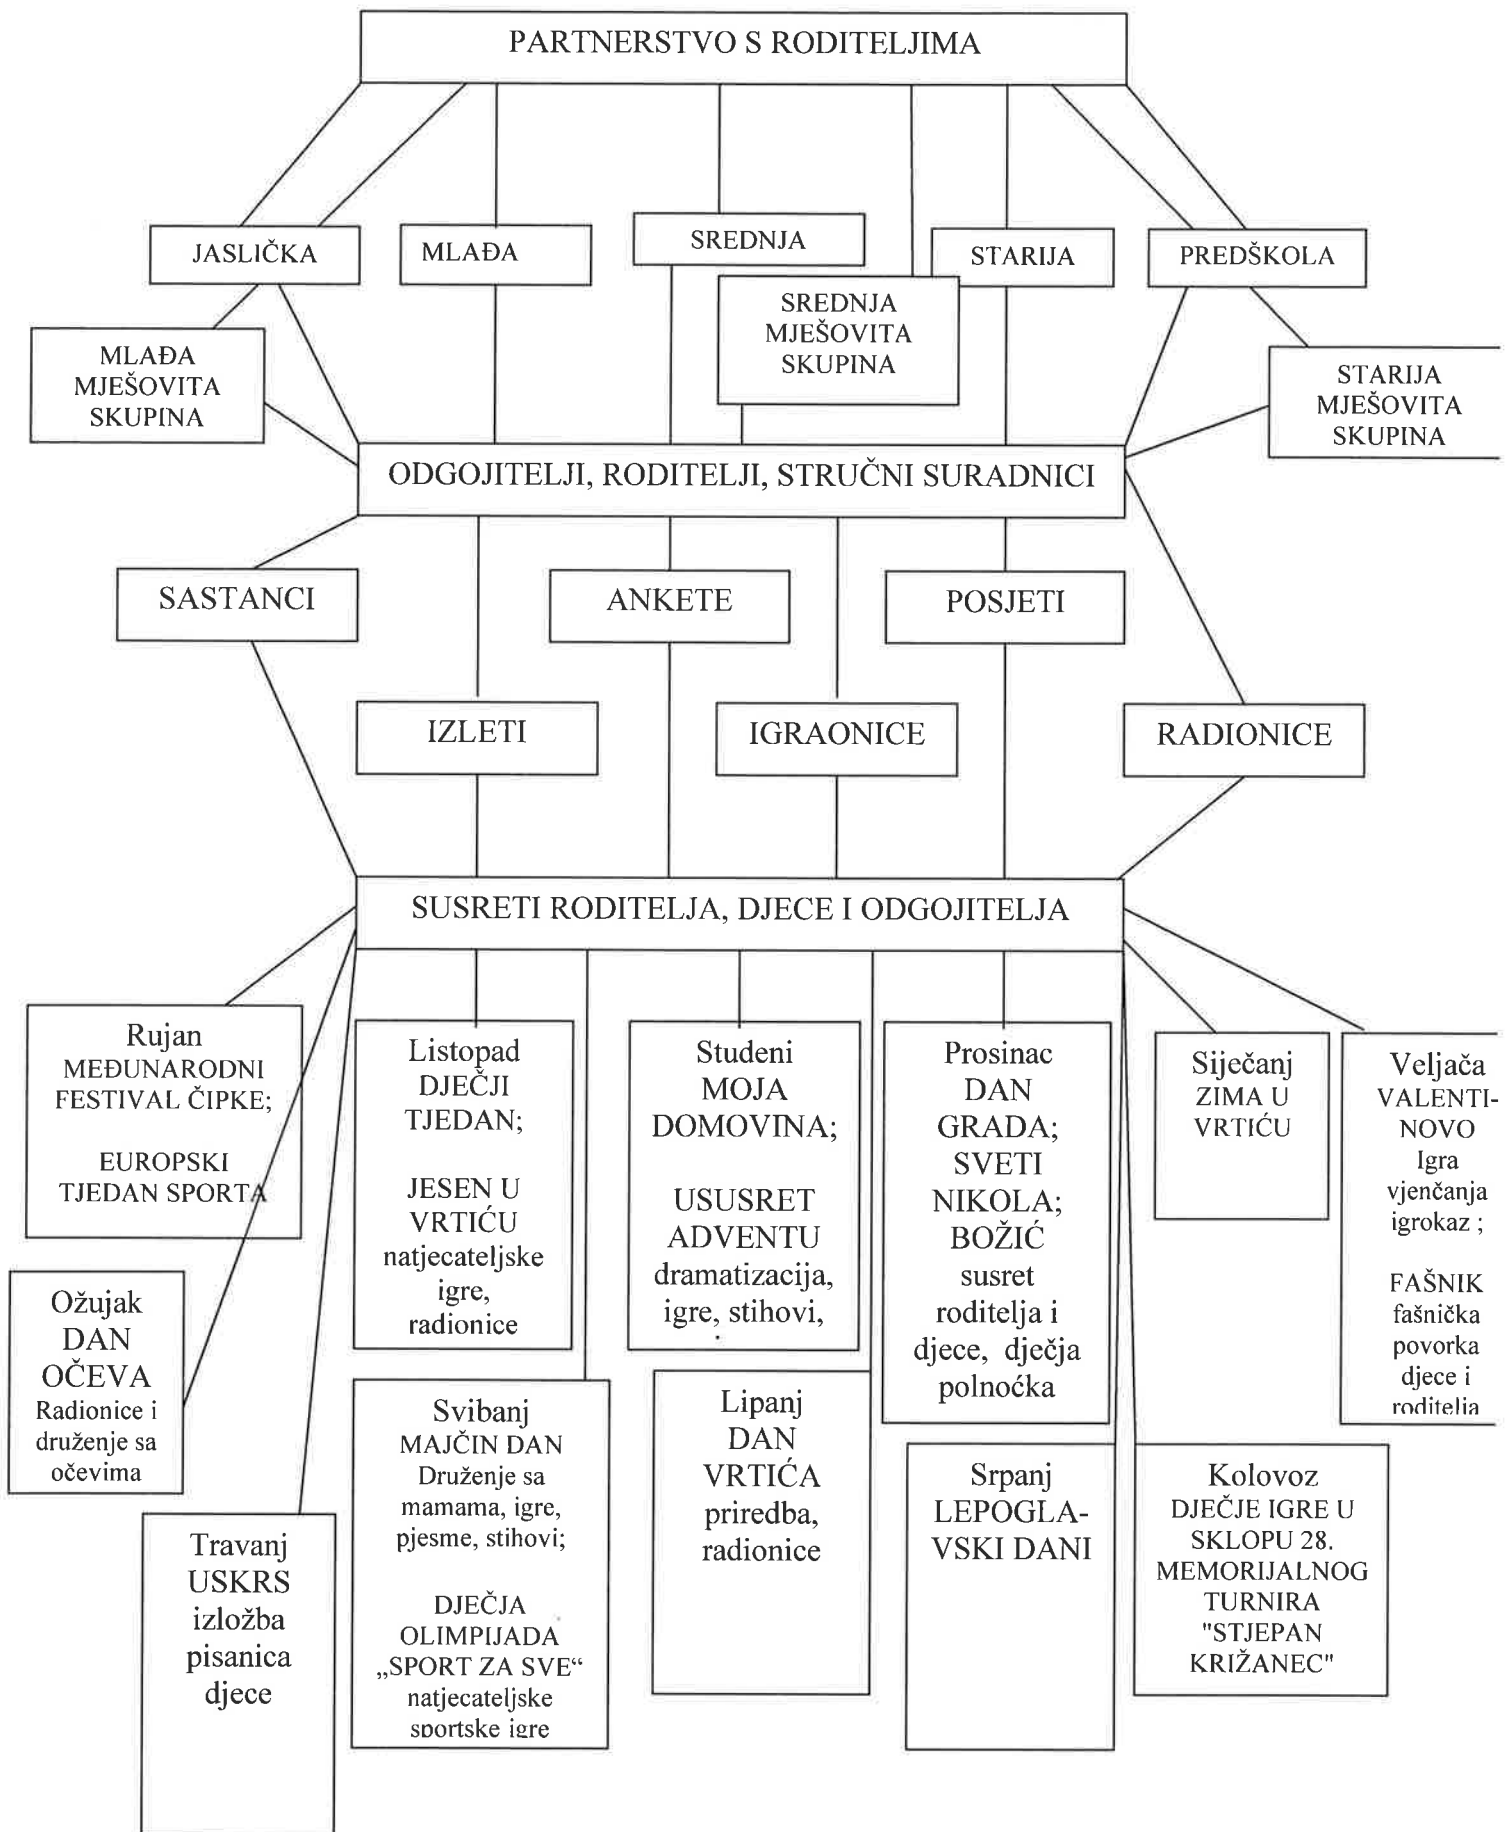 PARTNERSTVO S RODITELJIMA
JASLIČKA
MLAĐA
SREDNJA
STARIJA
PREDŠKOLA
MLAĐA
MJEŠOVITA
SKUPINA
SREDNJA
MJEŠOVITA
SKUPINA
STARIJA
MJEŠOVITA
SKUPINA
ODGOJITELJI, RODITELJI, STRUČNI SURADNICI
SASTANCI
ANKETE
POSJETI
IZLETI
IGRAONICE
RADIONICE
SUSRETI RODITELJA, DJECE I ODGOJITELJA
Rujan
MEĐUNARODNI
FESTIVAL ČIPKE;
EUROPSKI
TJEDAN SPORTA
Listopad
DJEČJI
TJEDAN;
JESEN U
VRTIĆU
natjecateljske
igre,
radionice
Studeni
MOJA
DOMOVINA;
USUSRET
ADVENTU
dramatizacija,
igre, stihovi,
Prosinac
DAN
GRADA;
SVETI
NIKOLA;
BOŽIĆ
susret
roditelja i
djece, dječja
polnoćka
Siječanj
ZIMA U
VRTIĆU
Veljača
VALENTI-
NOVO
Igra
vjenčanja
igrokaz ;
FAŠNIK
fašnička
povorka
djece i
roditelja
Ožujak
DAN
OČEVA
Radionice i
druženje sa
očevima
Travanj
USKRS
izložba
pisanica
djece
Svibanj
MAJČIN DAN
Druženje sa
mamama, igre,
pjesme, stihovi;
DJEČJA
OLIMPIJADA
„SPORT ZA SVE“
natjecateljske
sportske igre
Lipanj
DAN
VRTIĆA
priredba,
radionice
Srpanj
LEPOGLA-
VSKI DANI
Kolovoz
DJEČJE IGRE U
SKLOPU 28.
MEMORIJALNOG
TURNIRA
"STJEPAN
KRIŽANEC"